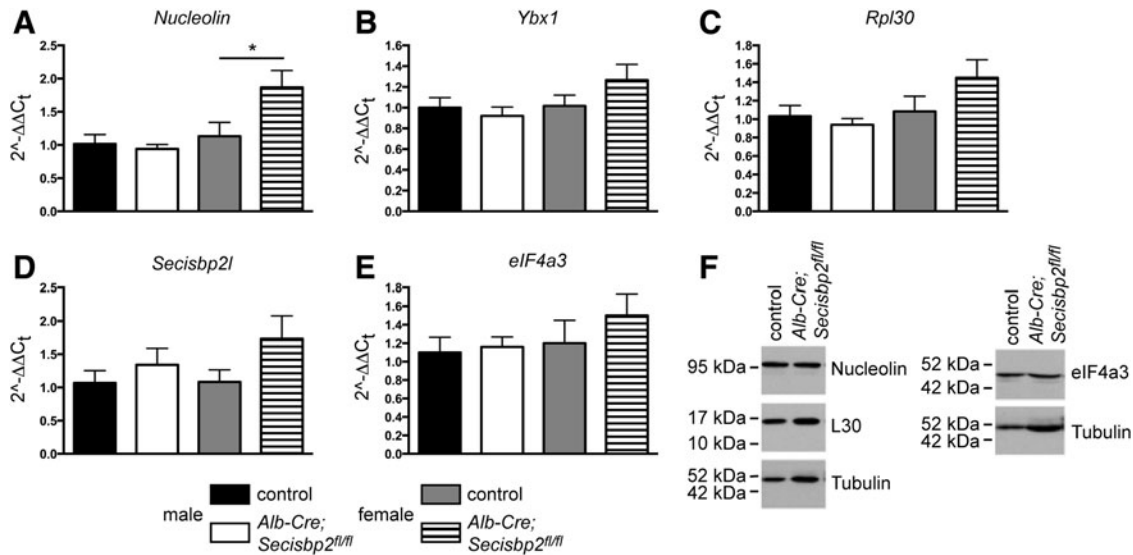 A
Nucleolin
2^-ΔΔCt
2.5
2.0
1.5
1.0
0.5
0.0
*
B
Ybx1
2^-ΔΔCt
1.6
1.4
1.2
1.0
0.8
0.6
0.4
0.2
0.0
C
Rpl30
2^-ΔΔCt
1.8
1.6
1.4
1.2
1.0
0.8
0.6
0.4
0.2
0.0
D
Secisbp2l
2^-ΔΔCt
2.5
2.0
1.5
1.0
0.5
0.0
E
eIF4a3
2^-ΔΔCt
1.8
1.6
1.4
1.2
1.0
0.8
0.6
0.4
0.2
0.0
F
control
Alb-Cre;
Secisbp2fl/fl
95 kDa
Nucleolin
17 kDa
L30
10 kDa
52 kDa
Tubulin
42 kDa
control
Alb-Cre;
Secisbp2fl/fl
52 kDa
eIF4a3
42 kDa
52 kDa
Tubulin
42 kDa
male
control
Alb-Cre;
Secisbp2fl/fl
female
control
Alb-Cre;
Secisbp2fl/fl